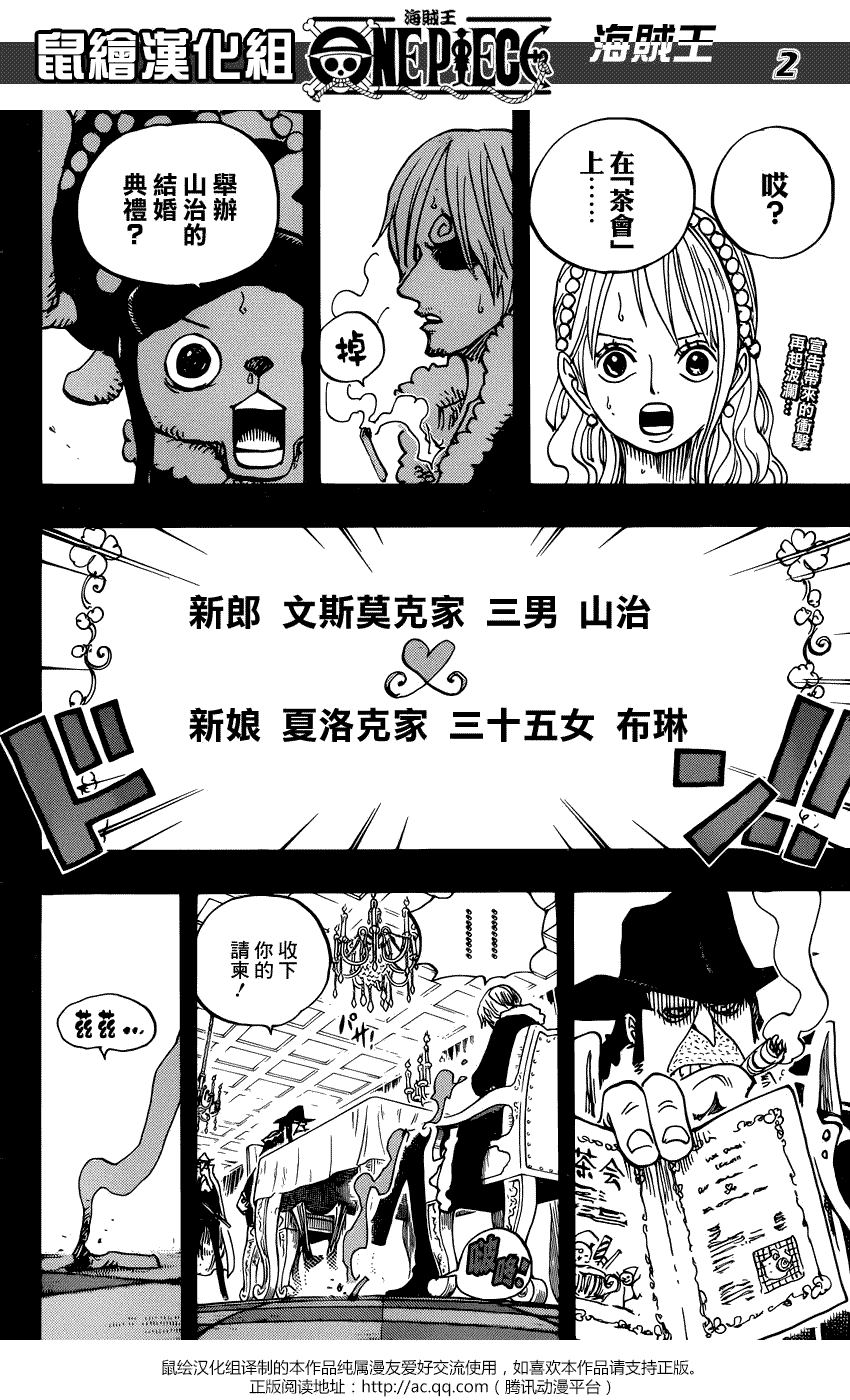 鼠繪漢化組
海賊王
ONE PIECE
海賊王
2
哎？
在「茶會」
上……
宣告帶來的衝擊
再起波瀾…
掉
舉辦
山治的
結婚
典禮？
新郎 文斯莫克家 三男 山治
新娘 夏洛克家 三十五女 布琳
ドン!!
茶会
收下
你的
請柬！
パサ!
啵咚!
茲茲…
鼠绘汉化组译制的本作品纯属漫友爱好交流使用，如喜欢本作品请支持正版。
正版阅读地址：http://ac.qq.com（腾讯动漫平台）